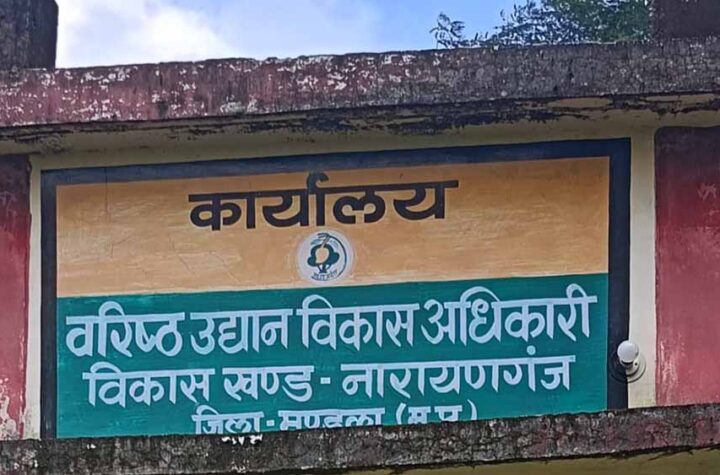 कार्यालय
वरिष्ठ उद्यान विकास अधिकारी
विकास खण्ड - नारायणगंज
जिला - मण्डला (म.प्र.)